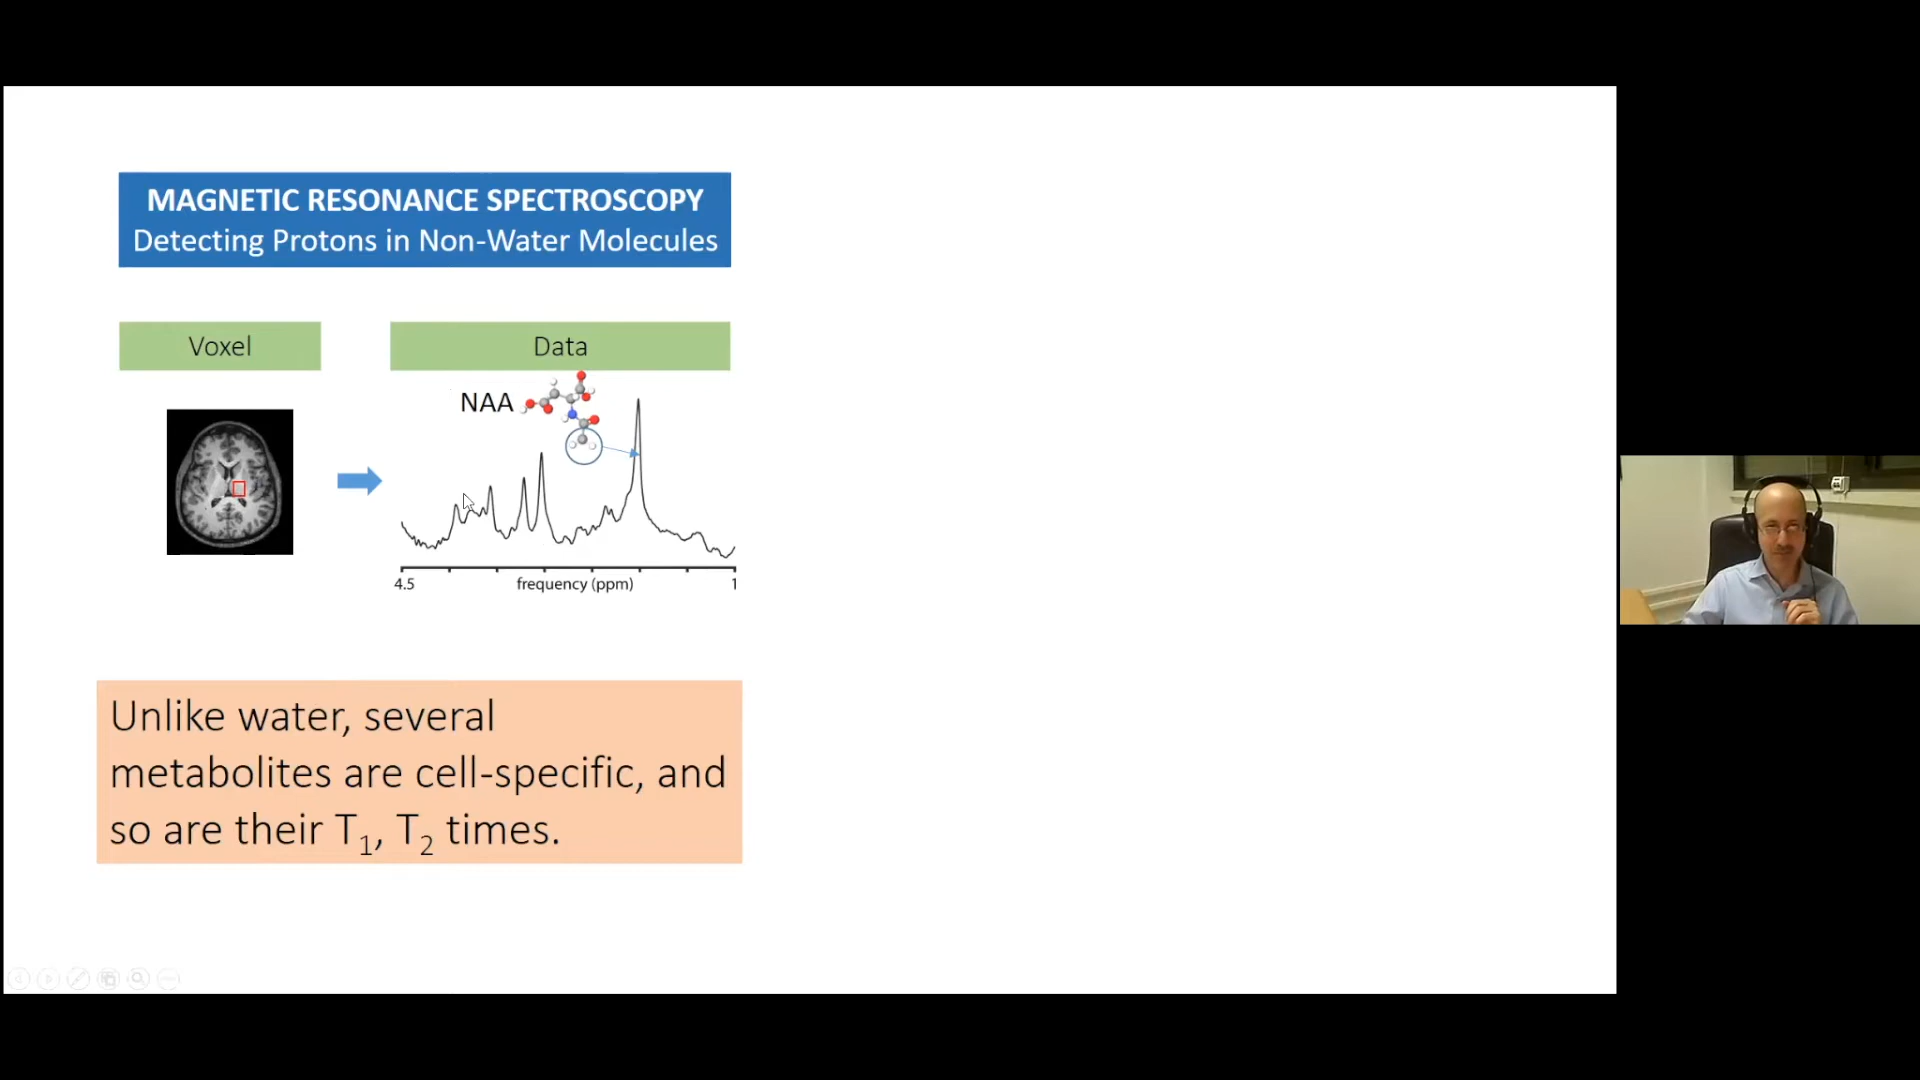 MAGNETIC RESONANCE SPECTROSCOPY
Detecting Protons in Non-Water Molecules
Voxel
Data
NAA
4.5
frequency (ppm)
1
Unlike water, several
metabolites are cell-specific, and
so are their T₁, T₂ times.